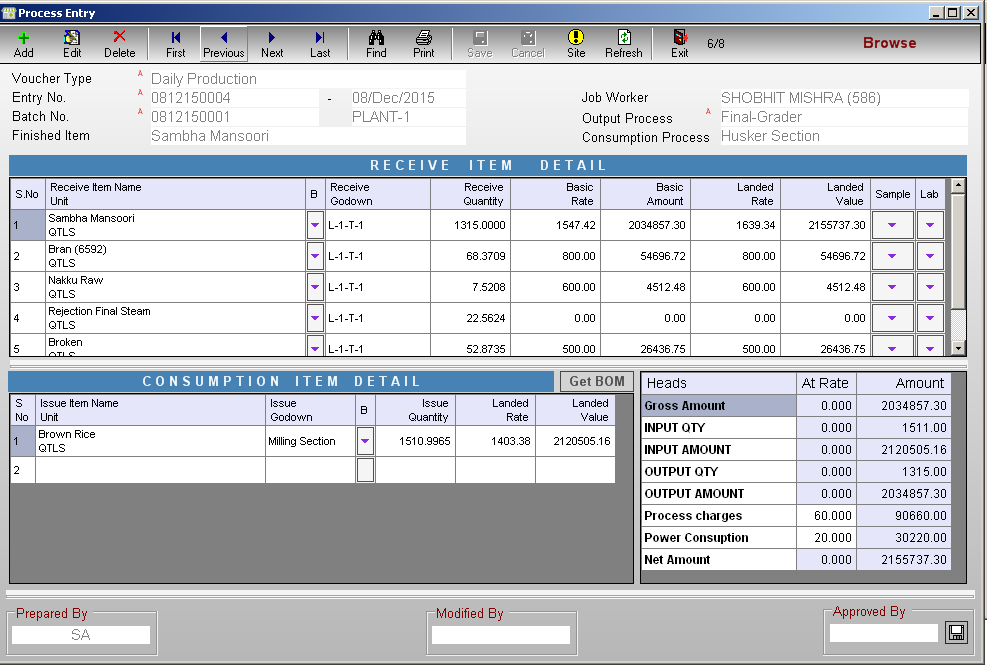 Process Entry
Add Edit Delete First Previous Next Last Find Print Save Cancel Site Refresh Exit 6/8 Browse
Voucher Type A Daily Production
Entry No. A 0812150004 - 08/Dec/2015 Job Worker SHOBHIT MISHRA (586)
Batch No. A 0812150001 PLANT-1 Output Process A Final-Grader
Finished Item Sambha Mansoori Consumption Process Husker Section
RECEIVE ITEM DETAIL
S.No Receive Item Name B Receive Receive Basic Basic Landed Landed Sample Lab
Unit Godown Quantity Rate Amount Rate Value
1 Sambha Mansoori L-1-T-1 1315.0000 1547.42 2034857.30 1639.34 2155737.30
QTLS
2 Bran (6592) L-1-T-1 68.3709 800.00 54696.72 800.00 54696.72
QTLS
3 Nakku Raw L-1-T-1 7.5208 600.00 4512.48 600.00 4512.48
QTLS
4 Rejection Final Steam L-1-T-1 22.5624 0.00 0.00 0.00 0.00
QTLS
5 Broken L-1-T-1 52.8735 500.00 26436.75 500.00 26436.75
QTLS
CONSUMPTION ITEM DETAIL Get BOM
S Issue Item Name Issue B Issue Landed Landed
No Unit Godown Quantity Rate Value
1 Brown Rice Milling Section 1510.9965 1403.38 2120505.16
QTLS
2
Heads At Rate Amount
Gross Amount 0.000 2034857.30
INPUT QTY 0.000 1511.00
INPUT AMOUNT 0.000 2120505.16
OUTPUT QTY 0.000 1315.00
OUTPUT AMOUNT 0.000 2034857.30
Process charges 60.000 90660.00
Power Consuption 20.000 30220.00
Net Amount 0.000 2155737.30
Prepared By Modified By Approved By
SA